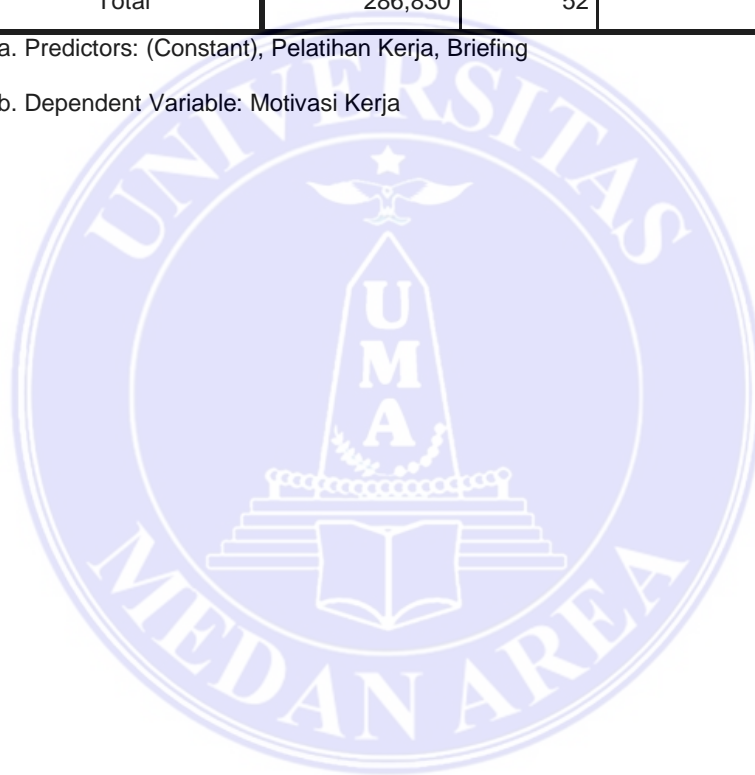 Total 286,830 52
a. Predictors: (Constant), Pelatihan Kerja, Briefing
b. Dependent Variable: Motivasi Kerja
UNIVERSITAS
U
M
A
MEDAN AREA